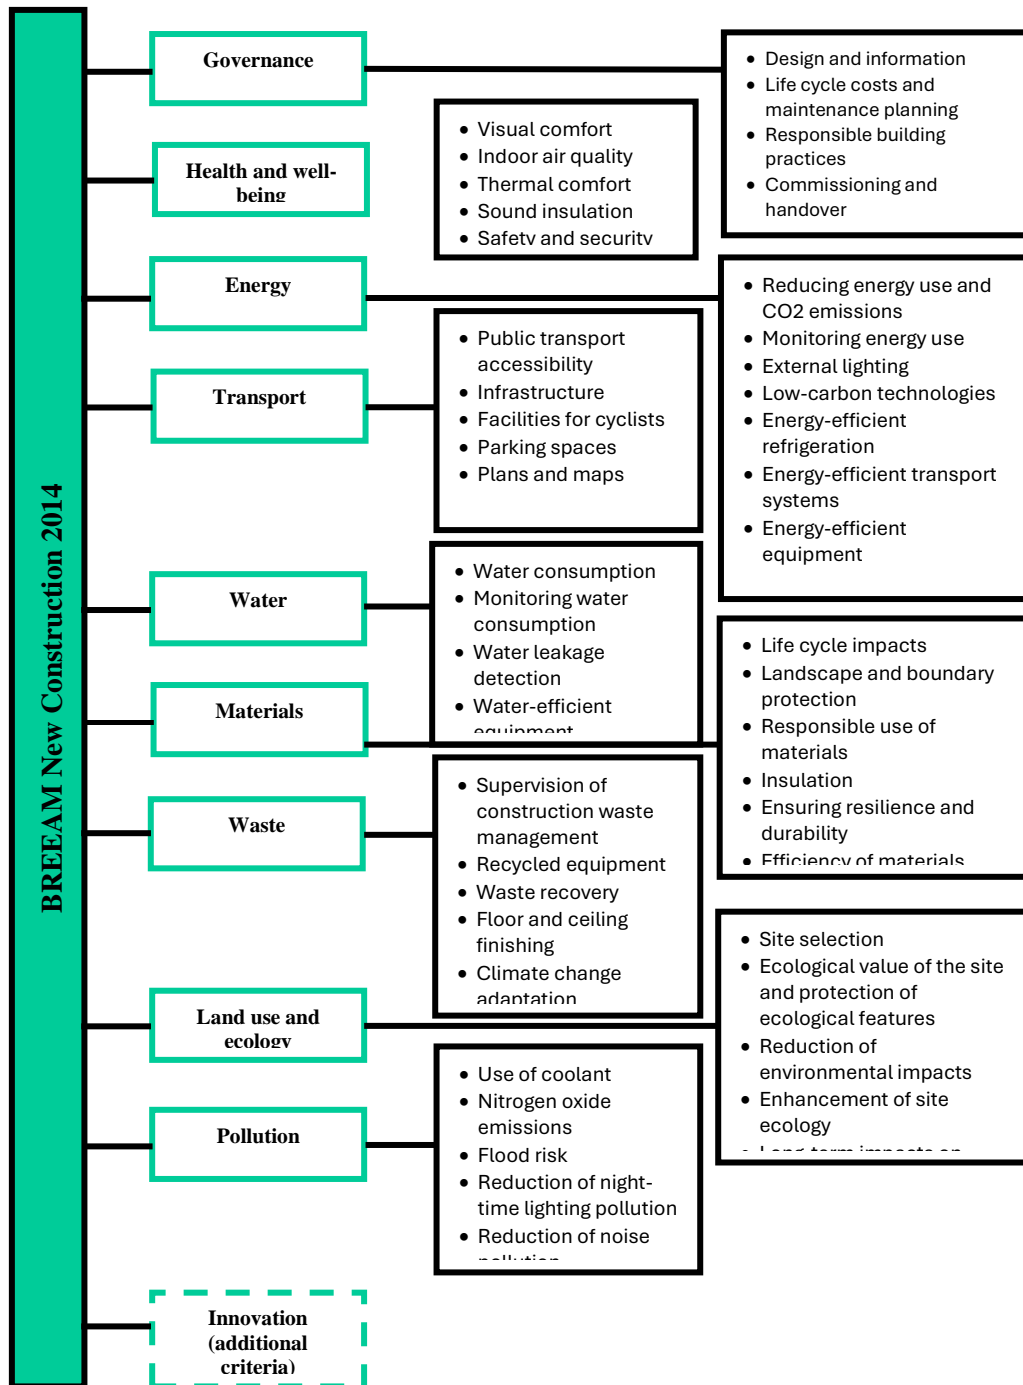 BREEAM New Construction 2014
Governance
• Design and information
• Life cycle costs and
maintenance planning
• Responsible building
practices
• Commissioning and
handover
Health and well-
being
• Visual comfort
• Indoor air quality
• Thermal comfort
• Sound insulation
• Safety and security
Energy
• Reducing energy use and
CO2 emissions
• Monitoring energy use
• External lighting
• Low-carbon technologies
• Energy-efficient
refrigeration
• Energy-efficient transport
systems
• Energy-efficient
equipment
Transport
• Public transport
accessibility
• Infrastructure
• Facilities for cyclists
• Parking spaces
• Plans and maps
Water
• Water consumption
• Monitoring water
consumption
• Water leakage
detection
• Water-efficient
equipment
Materials
• Life cycle impacts
• Landscape and boundary
protection
• Responsible use of
materials
• Insulation
• Ensuring resilience and
durability
• Efficiency of materials
Waste
• Supervision of
construction waste
management
• Recycled equipment
• Waste recovery
• Floor and ceiling
finishing
• Climate change
adaptation
Land use and
ecology
• Site selection
• Ecological value of the site
and protection of
ecological features
• Reduction of
environmental impacts
• Enhancement of site
ecology
• Long-term impacts on
Pollution
• Use of coolant
• Nitrogen oxide
emissions
• Flood risk
• Reduction of night-
time lighting pollution
• Reduction of noise
pollution
Innovation
(additional
criteria)